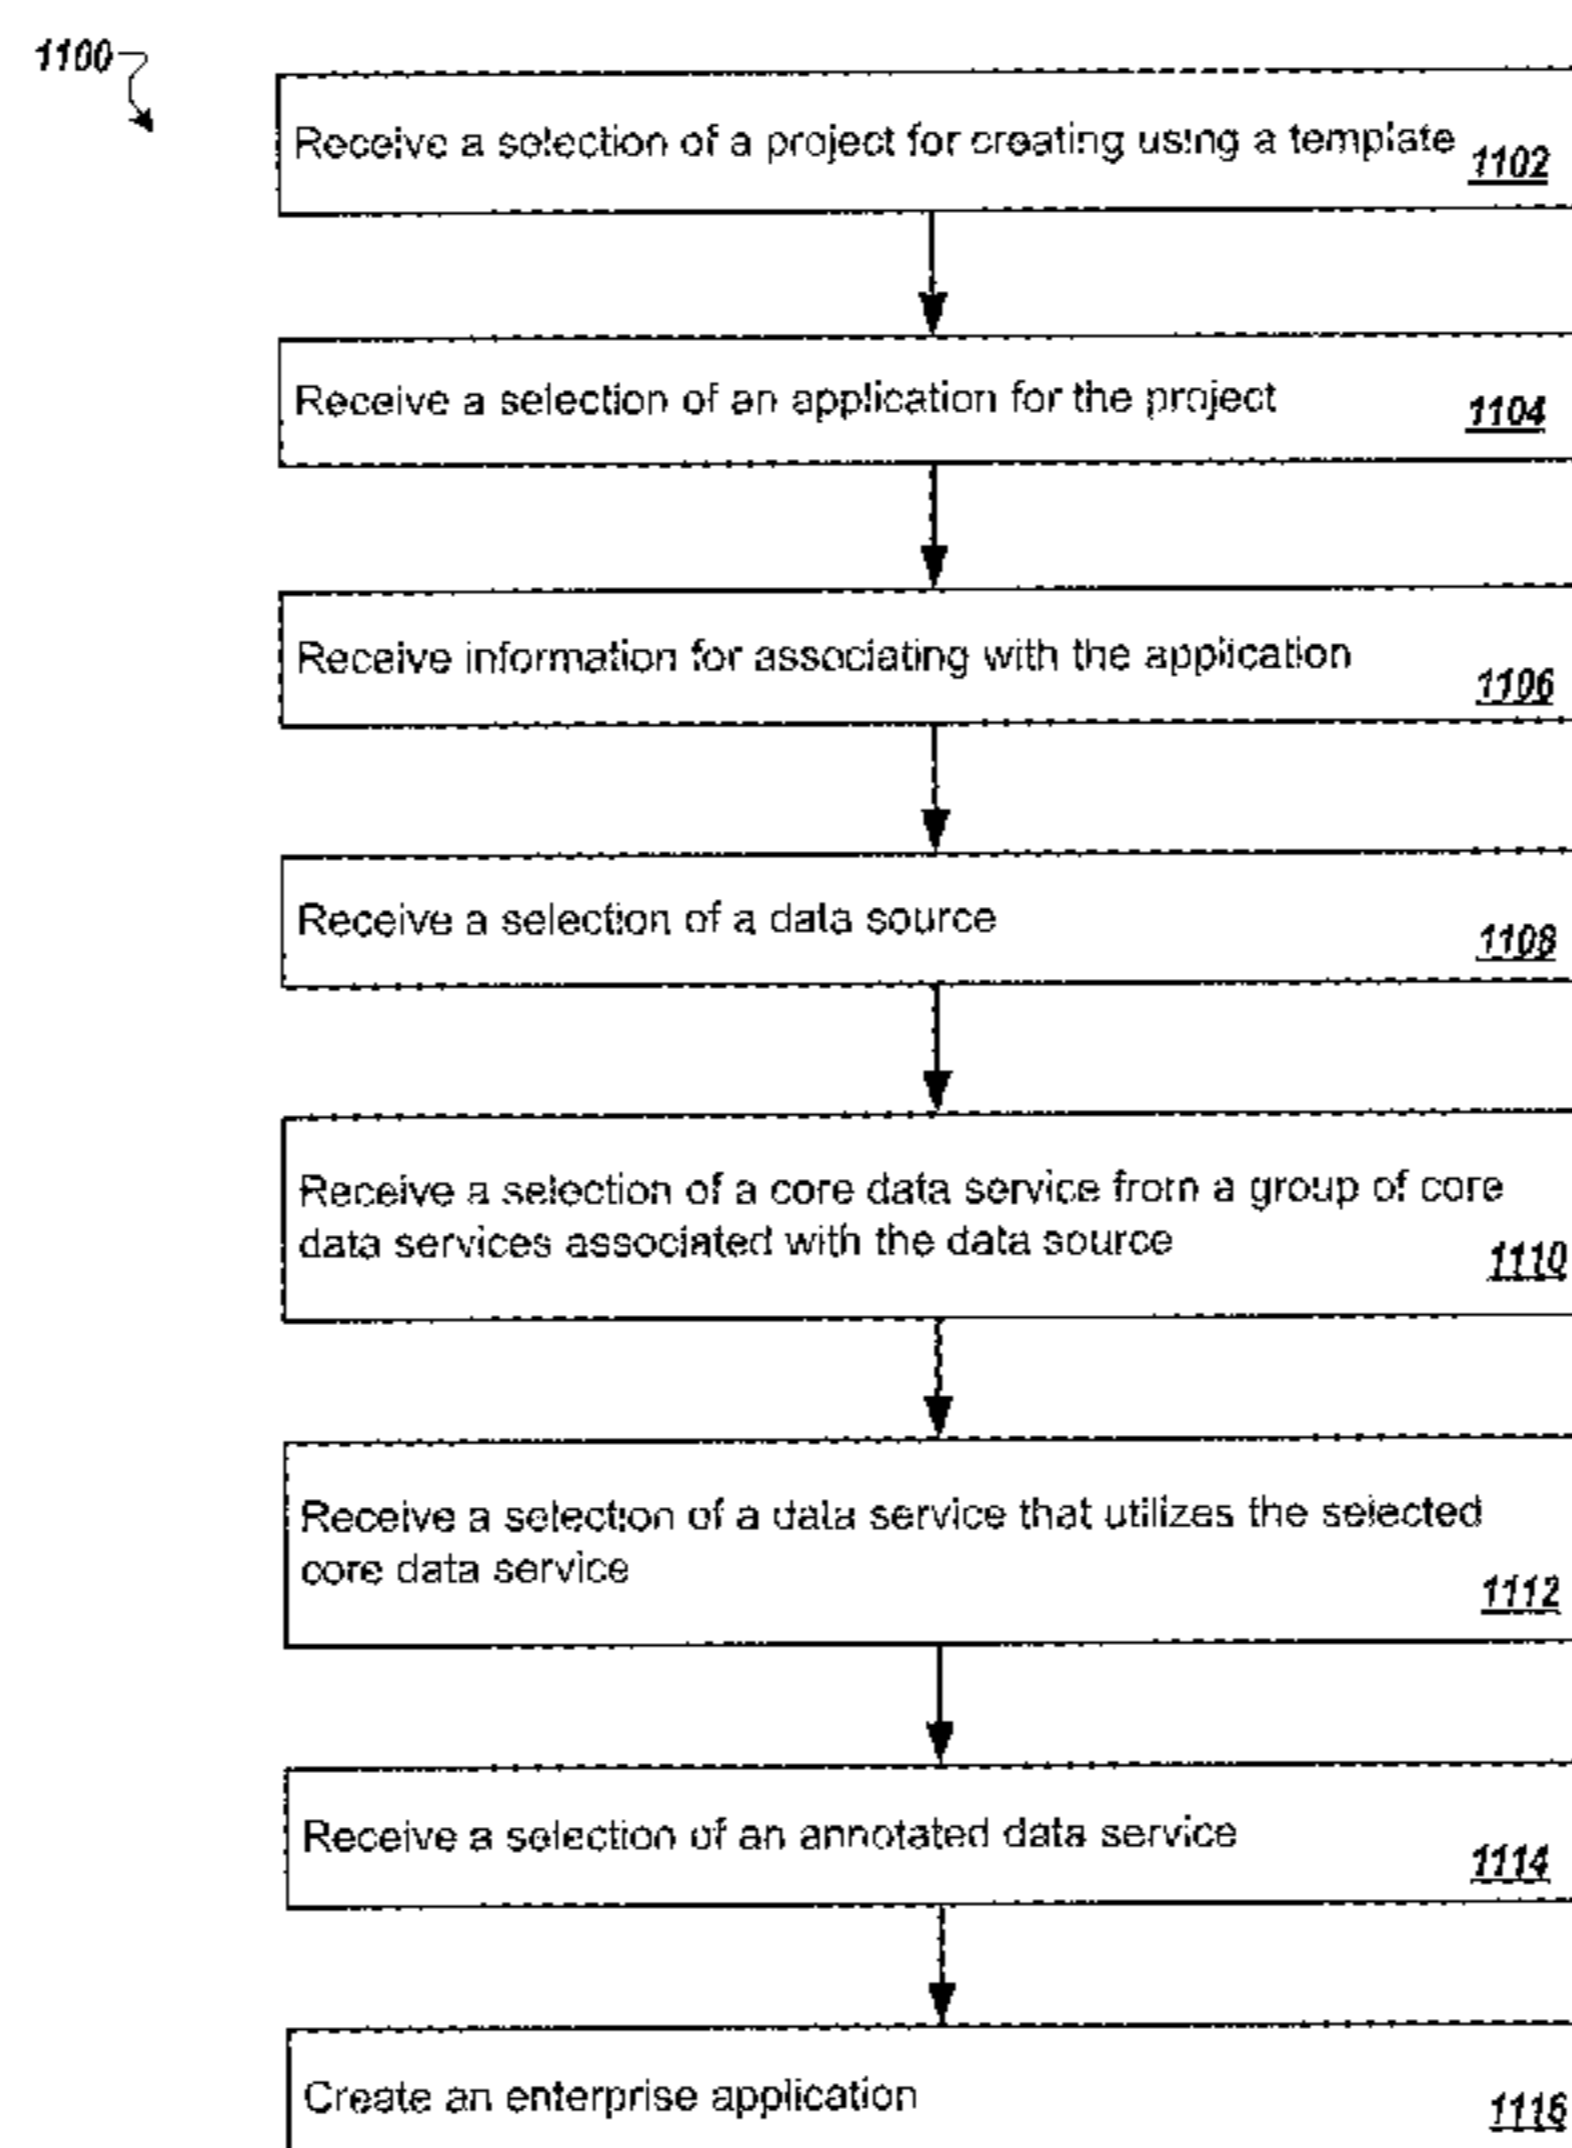 1100
Receive a selection of a project for creating using a template
1102
Receive a selection of an application for the project
1104
Receive information for associating with the application
1106
Receive a selection of a data source
1108
Receive a selection of a core data service from a group of core
data services associated with the data source
1110
Receive a selection of a data service that utilizes the selected
core data service
1112
Receive a selection of an annotated data service
1114
Create an enterprise application
1116